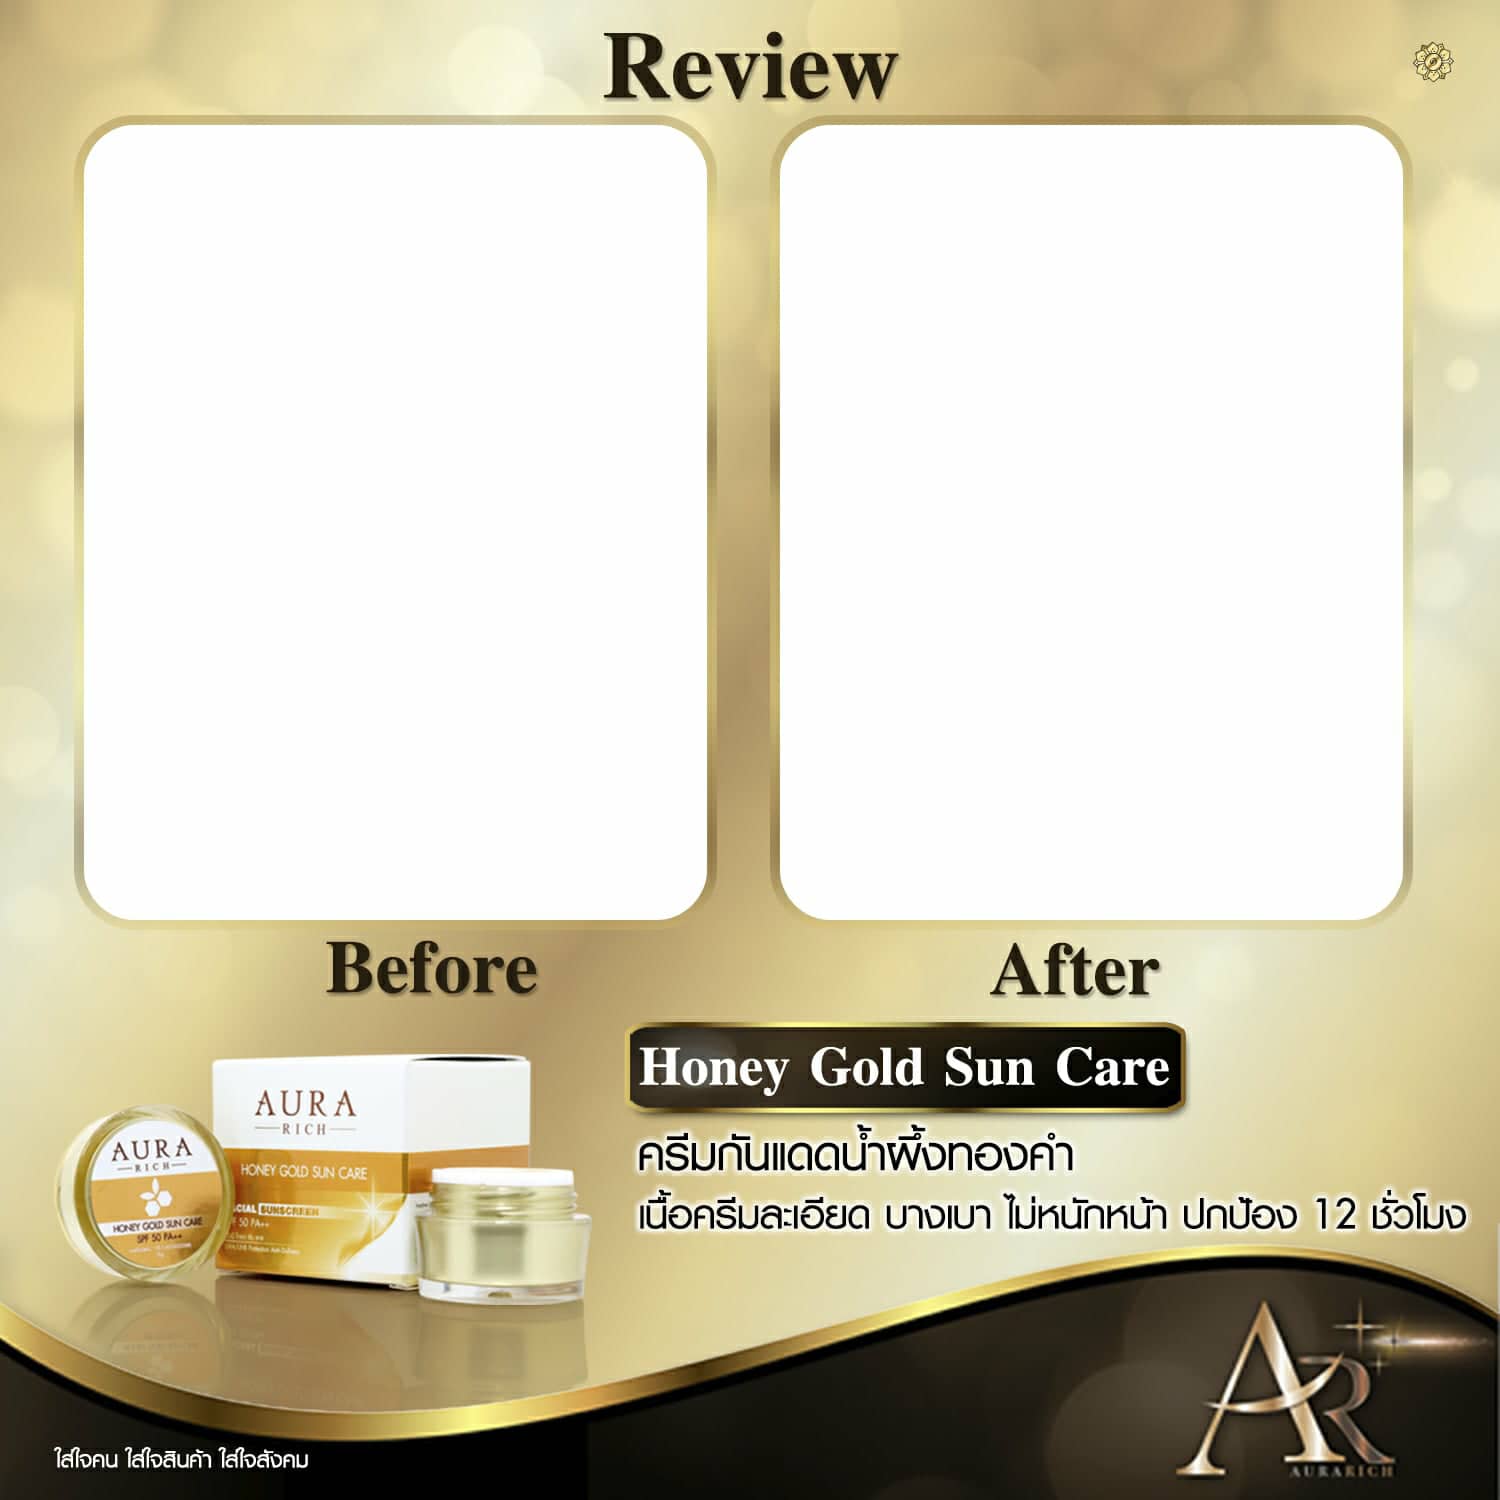 Review
Before
After
Honey Gold Sun Care
ครีมกันแดดน้ำผึ้งทองคำ
เนื้อครีมละเอียด บางเบา ไม่หนักหน้า ปกป้อง 12 ชั่วโมง
AURA
RICH
HONEY GOLD SUN CARE
SPF 50 PA++
AURA
RICH
HONEY GOLD SUN CARE
SUNSCREEN
50 PA++
AR
AURARICH
ใส่ใจคน ใส่ใจสินค้า ใส่ใจสังคม